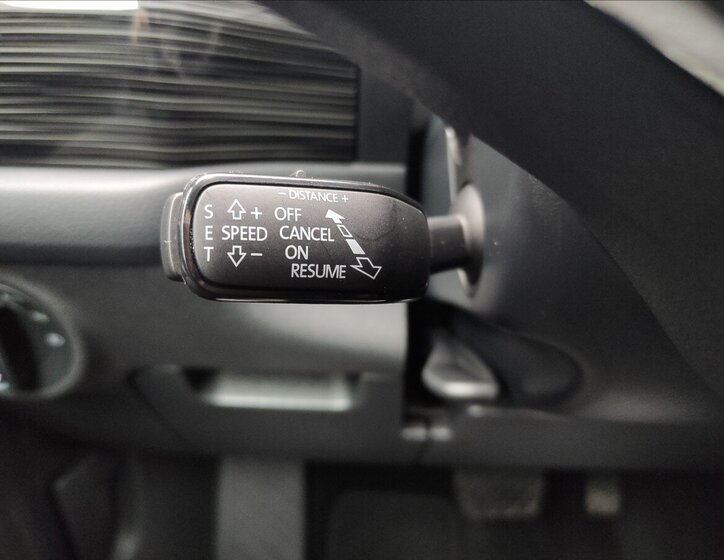 - DISTANCE +
S + OFF
E SPEED CANCEL
T - ON
RESUME